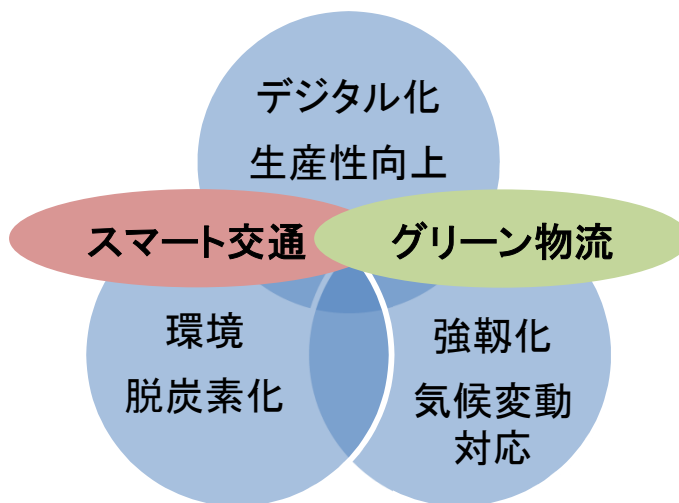 デジタル化
生産性向上
スマート交通
グリーン物流
環境
脱炭素化
強靱化
気候変動
対応